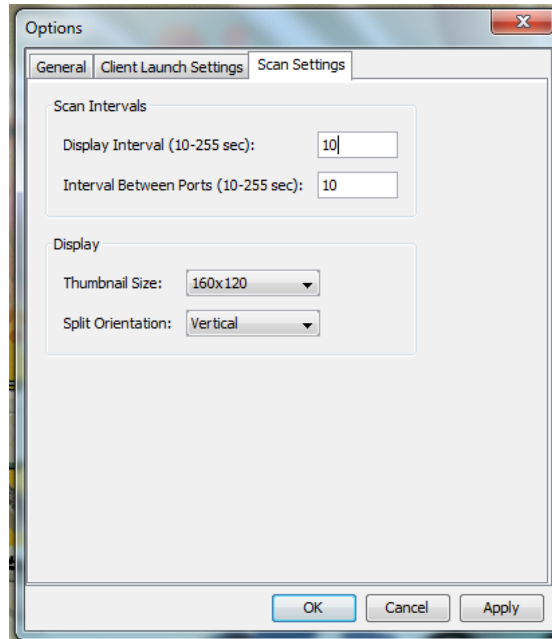 Options
General Client Launch Settings Scan Settings
Scan Intervals
Display Interval (10-255 sec): 10
Interval Between Ports (10-255 sec): 10
Display
Thumbnail Size: 160x120
Split Orientation: Vertical
OK Cancel Apply